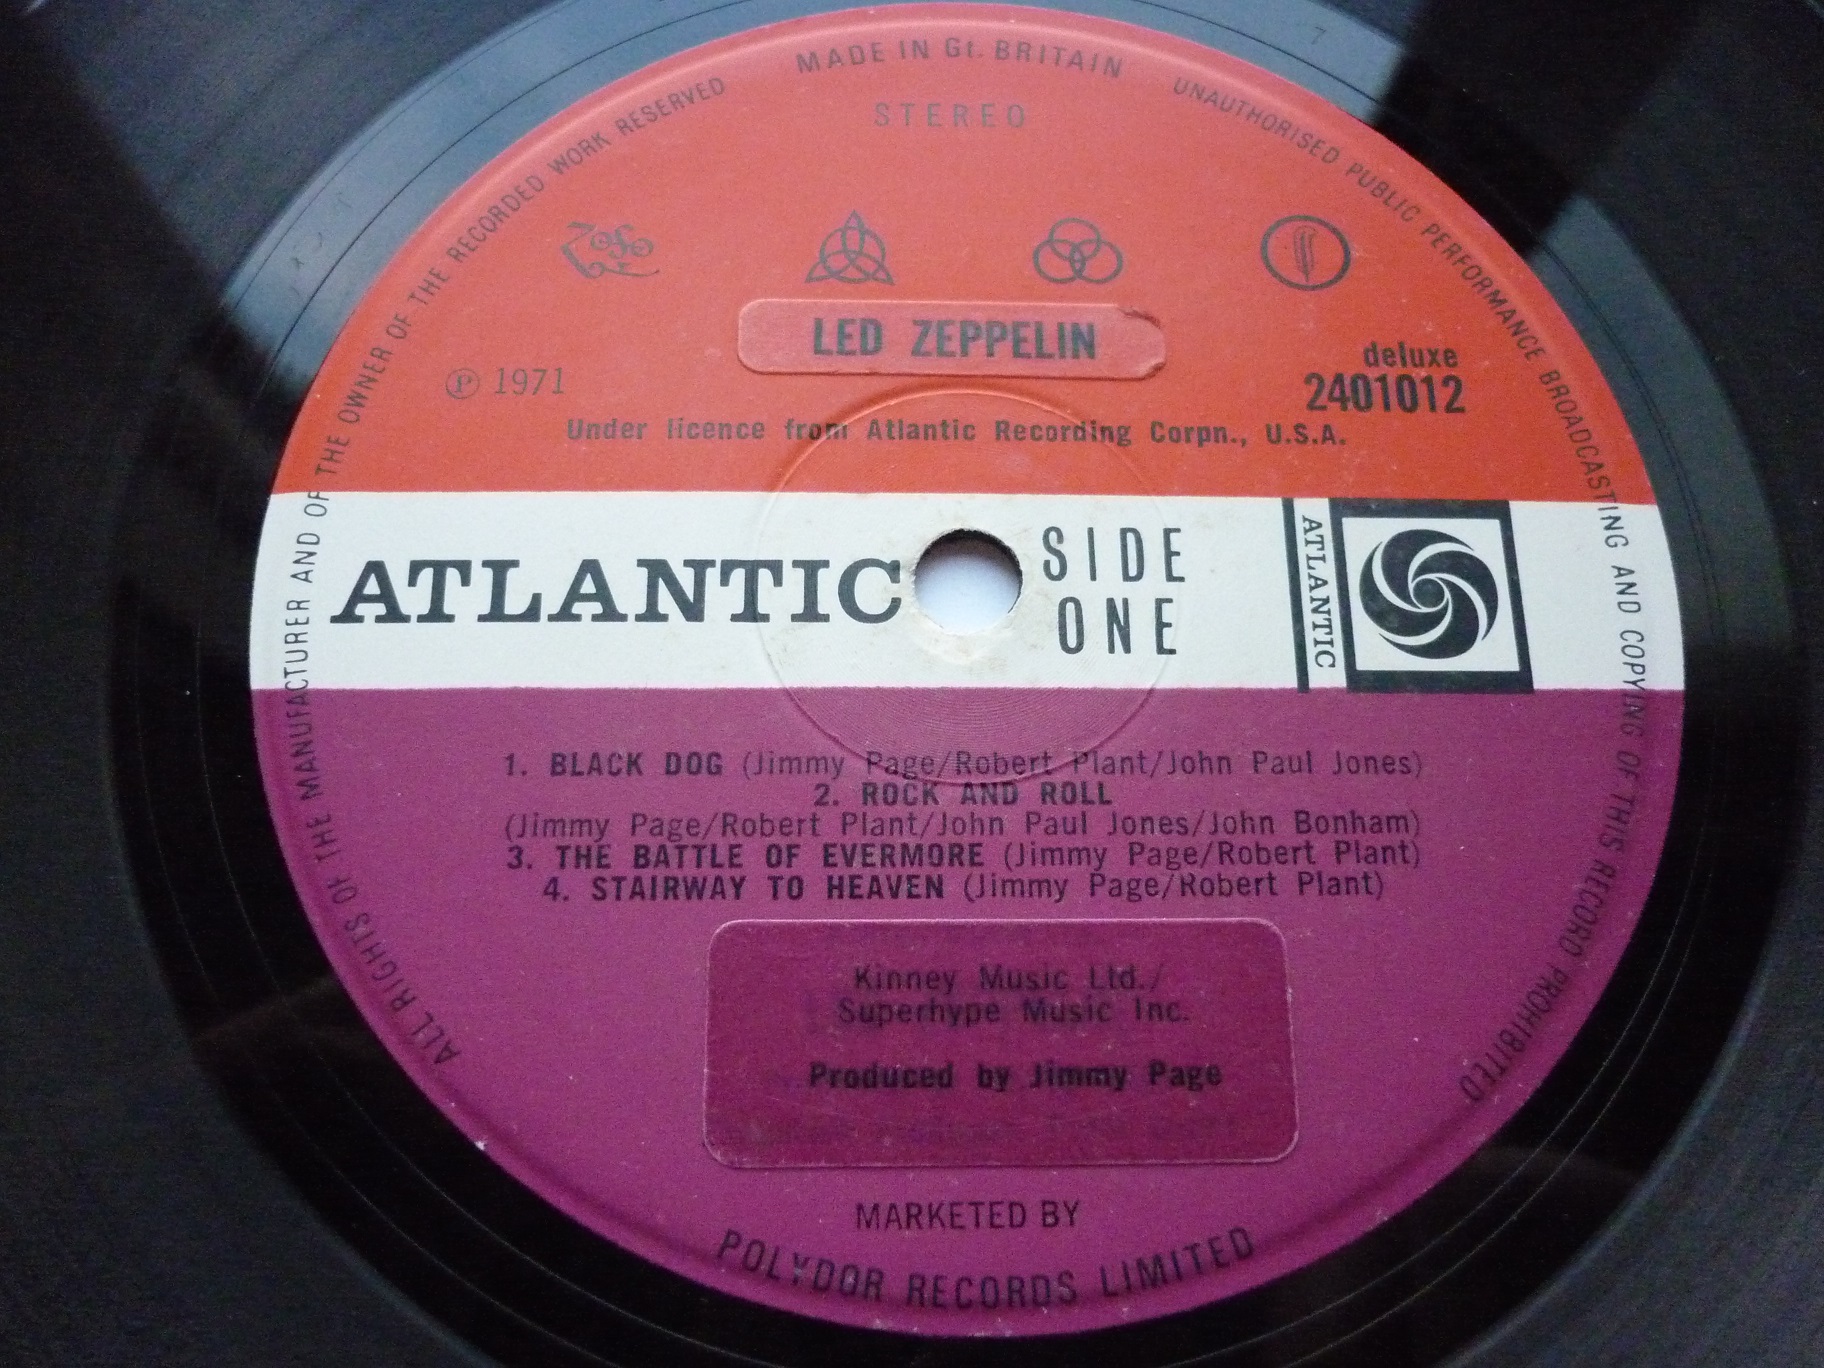 MADE IN Gt. BRITAIN
UNAUTHORISED PUBLIC PERFORMANCE BROADCASTING AND COPYING OF THIS RECORD PROHIBITED
ALL RIGHTS OF THE MANUFACTURER AND OF THE OWNER OF THE RECORDED WORK RESERVED
STEREO
LED ZEPPELIN
℗ 1971
deluxe
2401012
Under licence from Atlantic Recording Corpn., U.S.A.
ATLANTIC
SIDE
ONE
ATLANTIC
1. BLACK DOG (Jimmy Page/Robert Plant/John Paul Jones)
2. ROCK AND ROLL
(Jimmy Page/Robert Plant/John Paul Jones/John Bonham)
3. THE BATTLE OF EVERMORE (Jimmy Page/Robert Plant)
4. STAIRWAY TO HEAVEN (Jimmy Page/Robert Plant)
Kinney Music Ltd./
Superhype Music Inc.
Produced by Jimmy Page
MARKETED BY
POLYDOR RECORDS LIMITED